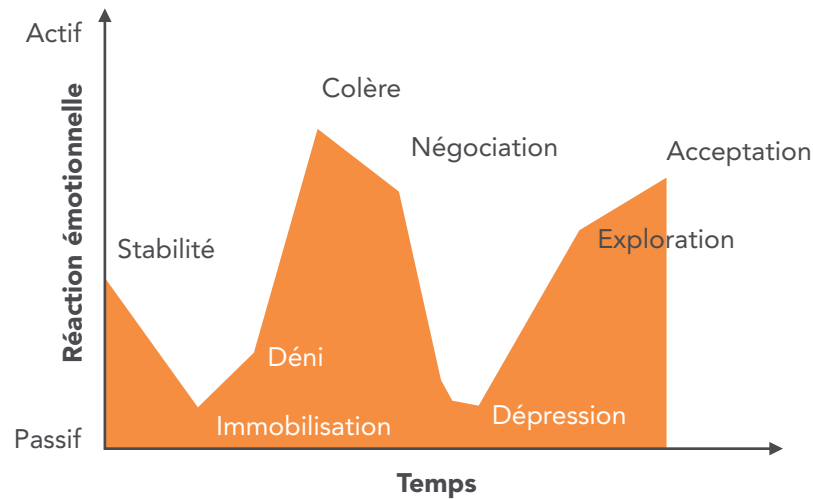 Actif
Colère
Négociation
Acceptation
Stabilité
Exploration
Réaction émotionnelle
Déni
Dépression
Immobilisation
Passif
Temps